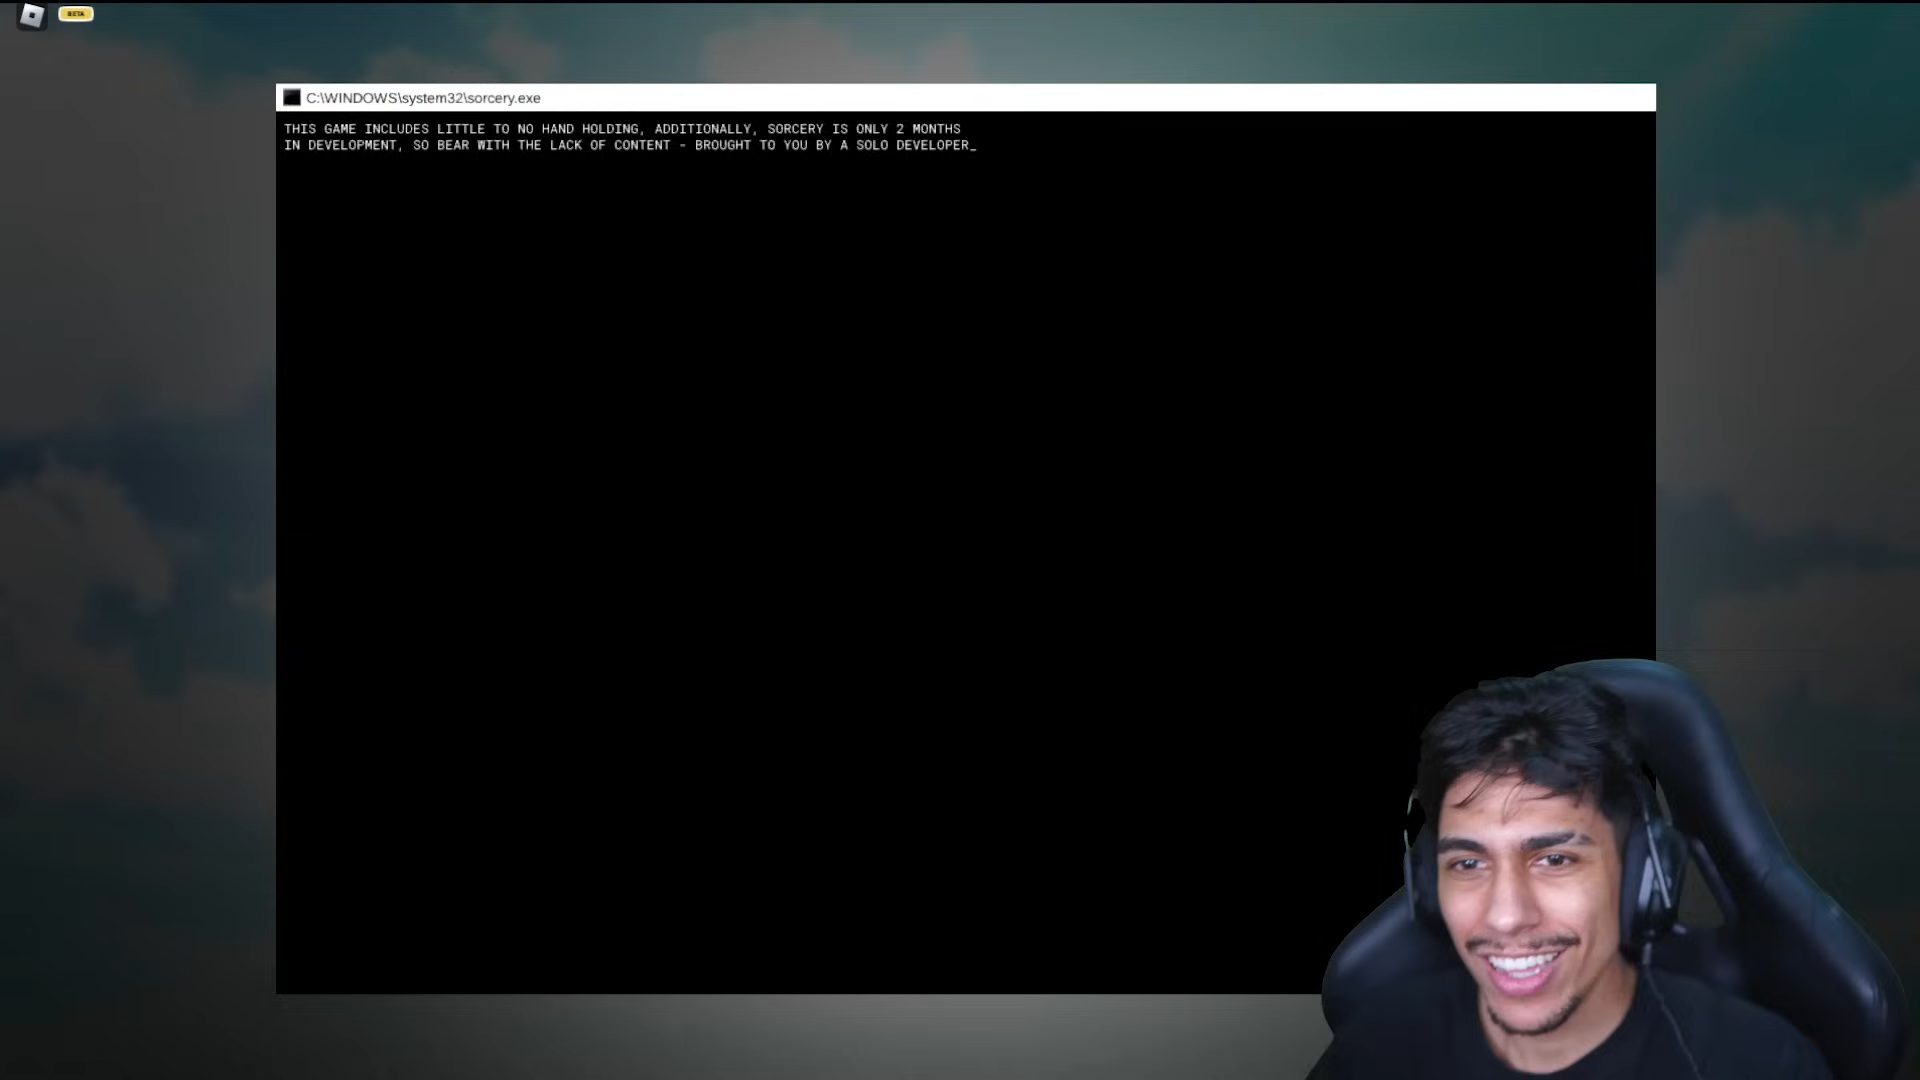 BETA
C:\WINDOWS\system32\sorcery.exe
THIS GAME INCLUDES LITTLE TO NO HAND HOLDING, ADDITIONALLY, SORCERY IS ONLY 2 MONTHS
IN DEVELOPMENT, SO BEAR WITH THE LACK OF CONTENT - BROUGHT TO YOU BY A SOLO DEVELOPER_